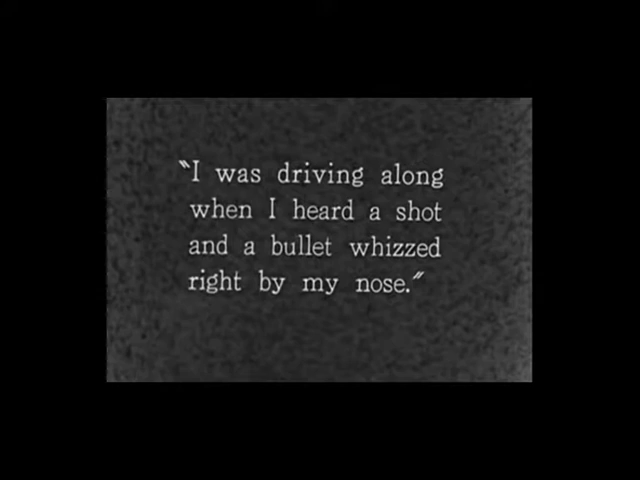 "I was driving along
when I heard a shot
and a bullet whizzed
right by my nose."